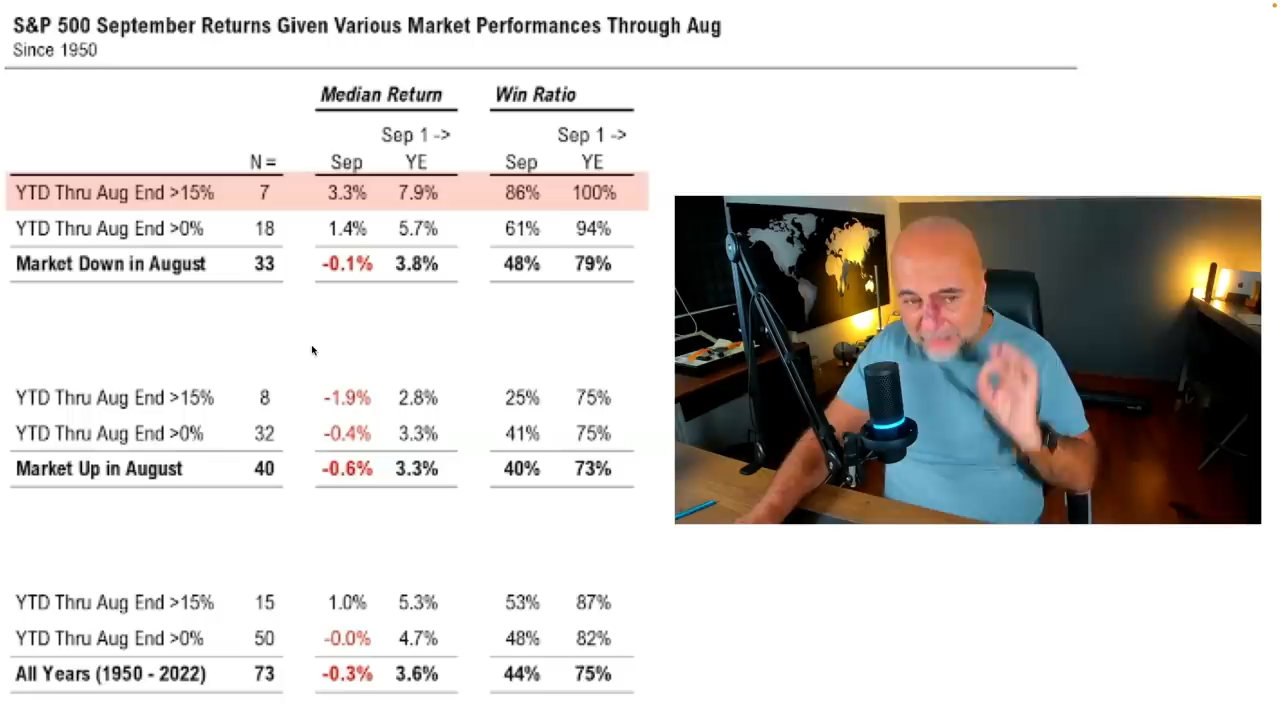 S&P 500 September Returns Given Various Market Performances Through Aug
Since 1950
Median Return Win Ratio
Sep 1 -> Sep 1 ->
N = Sep YE Sep YE
YTD Thru Aug End >15% 7 3.3% 7.9% 86% 100%
YTD Thru Aug End >0% 18 1.4% 5.7% 61% 94%
Market Down in August 33 -0.1% 3.8% 48% 79%
YTD Thru Aug End >15% 8 -1.9% 2.8% 25% 75%
YTD Thru Aug End >0% 32 -0.4% 3.3% 41% 75%
Market Up in August 40 -0.6% 3.3% 40% 73%
YTD Thru Aug End >15% 15 1.0% 5.3% 53% 87%
YTD Thru Aug End >0% 50 -0.0% 4.7% 48% 82%
All Years (1950 - 2022) 73 -0.3% 3.6% 44% 75%